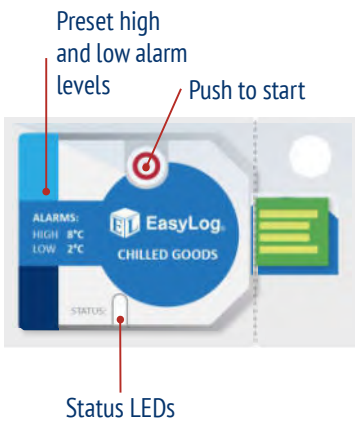 Preset high
and low alarm
levels
Push to start
ALARMS:
HIGH 8°C
LOW 2°C
EL EasyLog®
CHILLED GOODS
STATUS:
Status LEDs